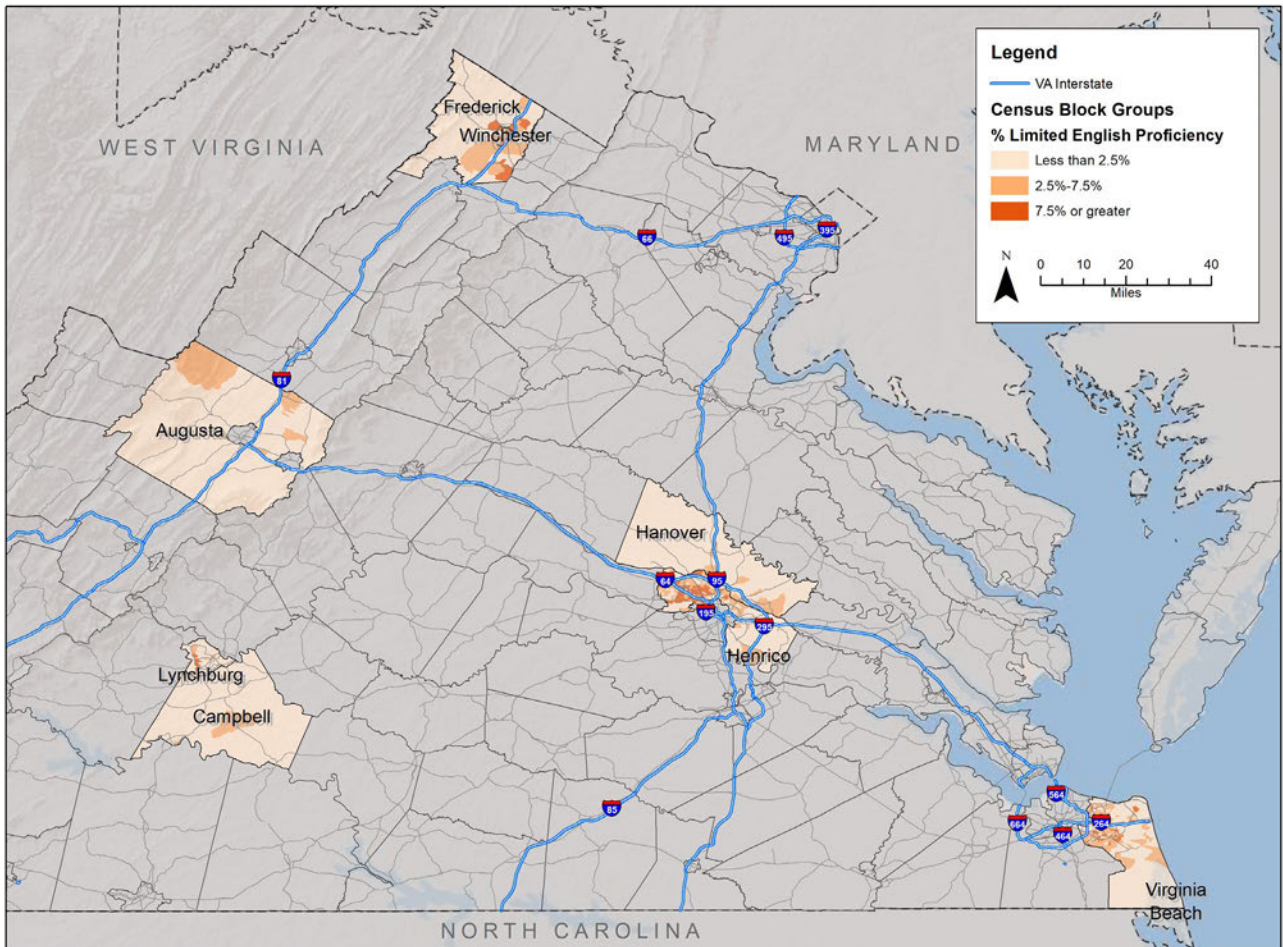 Legend
VA Interstate
Census Block Groups
% Limited English Proficiency
Less than 2.5%
2.5%-7.5%
7.5% or greater
N
0 10 20 40
Miles
WEST VIRGINIA
MARYLAND
Frederick
Winchester
66
495
395
81
Augusta
Hanover
64
95
195
295
Henrico
Lynchburg
Campbell
85
564
664
264
464
Virginia
Beach
NORTH CAROLINA